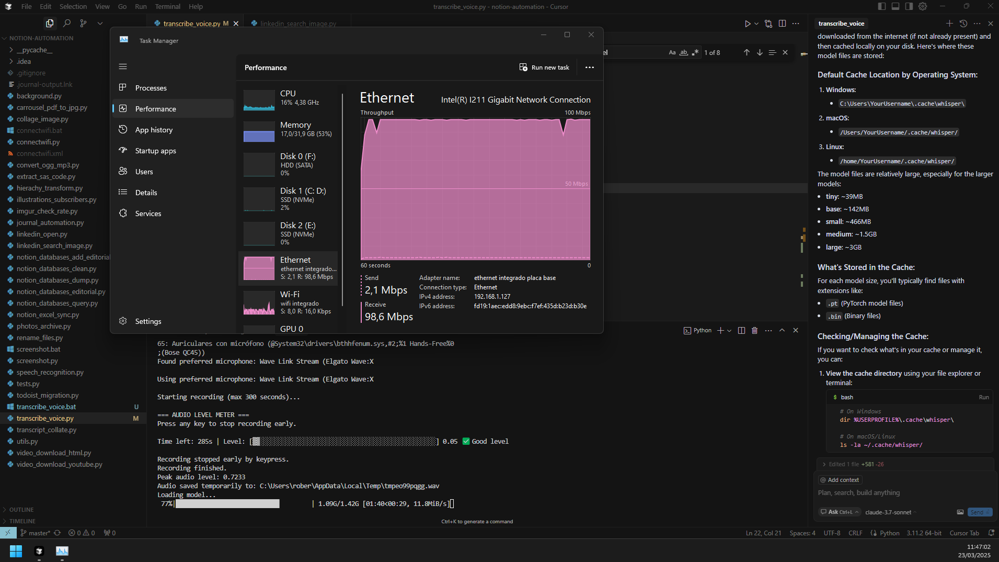 File Edit Selection View Go Run Terminal Help
transcribe_voice.py - notion-automation - Cursor
NOTION-AUTOMATION
__pycache__
.idea
.gitignore
.journal-output.lnk
background.py
carrousel_pdf_to_jpg.py
collage_image.py
connectwifi.bat
connectwifi.py
connectwifi.xml
convert_ogg_mp3.py
extract_sas_code.py
hierachy_transform.py
illustrations_subscribers.py
imgur_check_rate.py
journal_automation.py
linkedin_open.py
linkedin_search_image.py
notion_databases_add_editorial
notion_databases_clean.py
notion_databases_dump.py
notion_databases_editorial.py
notion_databases_query.py
notion_excel_sync.py
photos_archive.py
rename_files.py
screenshot.bat
screenshot.py
speech_recognition.py
tests.py
todoist_migration.py
transcribe_voice.bat U
transcribe_voice.py M
transcript_collate.py
utils.py
video_download_html.py
video_download_youtube.py
OUTLINE
TIMELINE
transcribe_voice.py M
linkedin_search_image.py
el
Aa ab .* 1 of 8
Task Manager
Processes
Performance
App history
Startup apps
Users
Details
Services
Settings
Performance
Run new task
CPU
16% 4,38 GHz
Memory
17,0/31,9 GB (53%)
Disk 0 (F:)
HDD (SATA)
0%
Disk 1 (C: D:)
SSD (NVMe)
2%
Disk 2 (E:)
SSD (NVMe)
0%
Ethernet
ethernet integrado...
S: 2,1 R: 98,6 Mbps
Wi-Fi
wifi integrado
S: 8,0 R: 16,0 Kbps
GPU 0
Ethernet Intel(R) I211 Gigabit Network Connection
Throughput 100 Mbps
50 Mbps
60 seconds 0
Send
2,1 Mbps
Receive
98,6 Mbps
Adapter name: ethernet integrado placa base
Connection type: Ethernet
IPv4 address: 192.168.1.127
IPv6 address: fd19:1aec:edd8:9ebc:f7ef:435d:b23d:b30e
Python
65: Auriculares con micrófono (@System32\drivers\bthhfenum.sys,#2;%1 Hands-Free%0
;(Bose QC45))
Found preferred microphone: Wave Link Stream (Elgato Wave:X
Using preferred microphone: Wave Link Stream (Elgato Wave:X
Starting recording (max 300 seconds)...
=== AUDIO LEVEL METER ===
Press any key to stop recording early.
Time left: 285s | Level: [ ] 0.05 ✅ Good level
Recording stopped early by keypress.
Recording finished.
Peak audio level: 0.7233
Audio saved temporarily to: C:\Users\rober\AppData\Local\Temp\tmpeo99pqgg.wav
Loading model...
77%| | 1.09G/1.42G [01:40<00:29, 11.8MiB/s]
Ctrl+K to generate a command
transcribe_voice
downloaded from the internet (if not already present) and
then cached locally on your disk. Here's where these
model files are stored:
Default Cache Location by Operating System:
1. Windows:
• C:\Users\YourUsername\.cache\whisper\
2. macOS:
• /Users/YourUsername/.cache/whisper/
3. Linux:
• /home/YourUsername/.cache/whisper/
The model files are relatively large, especially for the larger
models:
• tiny: ~39MB
• base: ~142MB
• small: ~466MB
• medium: ~1.5GB
• large: ~3GB
What's Stored in the Cache:
For each model size, you'll typically find files with
extensions like:
• .pt (PyTorch model files)
• .bin (Binary files)
Checking/Managing the Cache:
If you want to check what's in your cache or manage it,
you can:
1. View the cache directory using your file explorer or
terminal:
$ bash Run
# On Windows
dir %USERPROFILE%\.cache\whisper\
# On macOS/Linux
ls -la ~/.cache/whisper/
Edited 1 file +581 -26
@ Add context
Plan, search, build anything
Ask Ctrl+L claude-3.7-sonnet Send
master* 0 0 0
Ln 22, Col 21 Spaces: 4 UTF-8 CRLF Python 3.11.2 64-bit Cursor Tab
11:47:02
23/03/2025